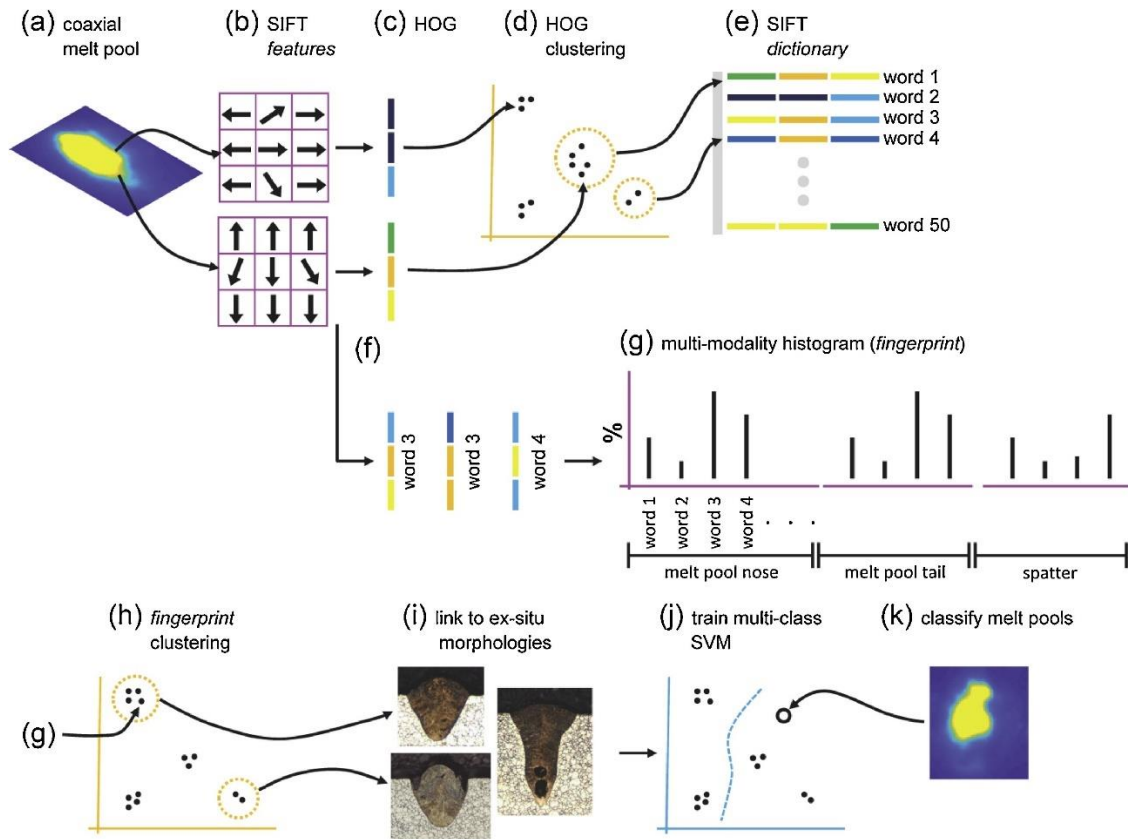 (a) coaxial
melt pool
(b) SIFT
features
(c) HOG
(d) HOG
clustering
(e) SIFT
dictionary
word 1
word 2
word 3
word 4
word 50
(f)
word 3
word 3
word 4
(g) multi-modality histogram (fingerprint)
%
word 1
word 2
word 3
word 4
. . .
melt pool nose
melt pool tail
spatter
(h) fingerprint
clustering
(i) link to ex-situ
morphologies
(j) train multi-class
SVM
(k) classify melt pools
(g)